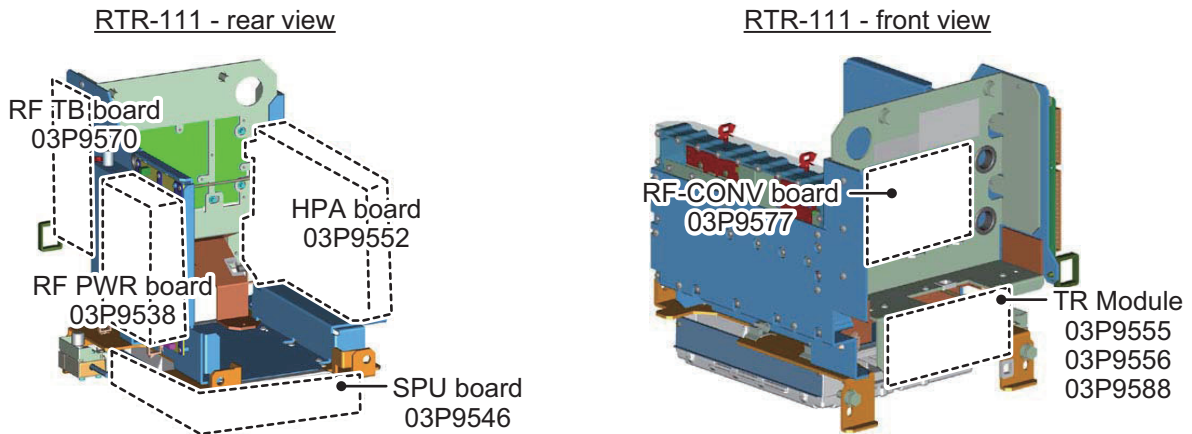 RTR-111 - rear view
RF TB board
03P9570
HPA board
03P9552
RF PWR board
03P9538
SPU board
03P9546
RTR-111 - front view
RF-CONV board
03P9577
TR Module
03P9555
03P9556
03P9588